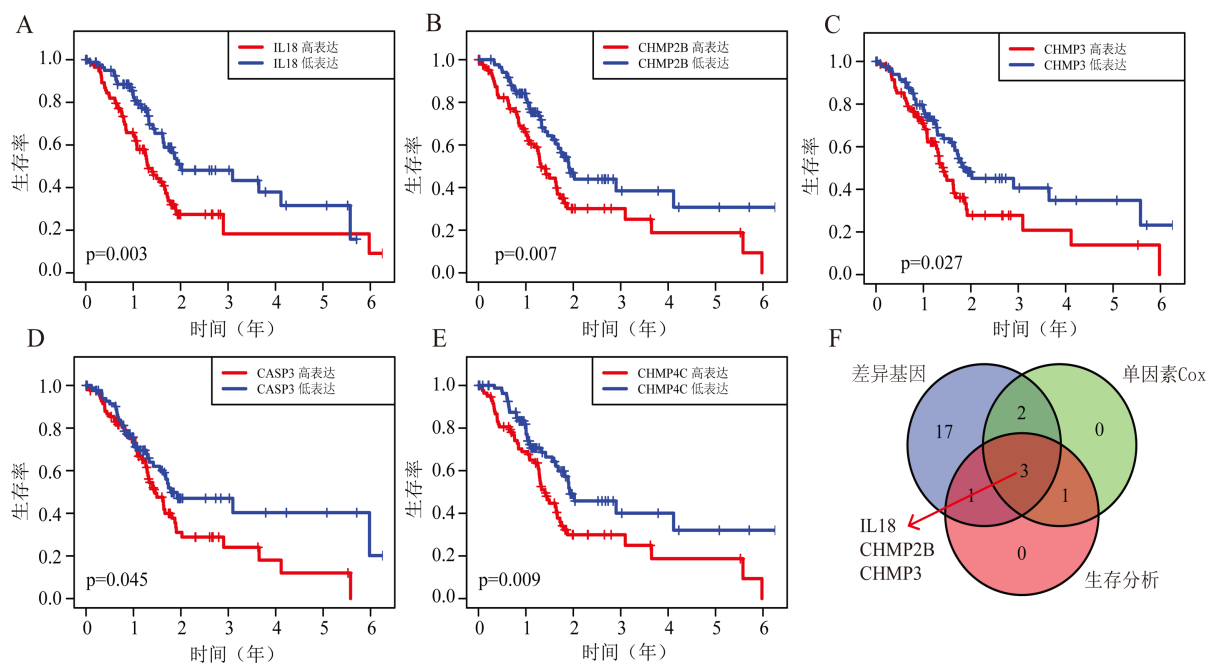 A
IL18 高表达
IL18 低表达
生存率
1.0
0.8
0.6
0.4
0.2
0.0
p=0.003
0 1 2 3 4 5 6
时间（年）
B
CHMP2B 高表达
CHMP2B 低表达
生存率
1.0
0.8
0.6
0.4
0.2
0.0
p=0.007
0 1 2 3 4 5 6
时间（年）
C
CHMP3 高表达
CHMP3 低表达
生存率
1.0
0.8
0.6
0.4
0.2
0.0
p=0.027
0 1 2 3 4 5 6
时间（年）
D
CASP3 高表达
CASP3 低表达
生存率
1.0
0.8
0.6
0.4
0.2
0.0
p=0.045
0 1 2 3 4 5 6
时间（年）
E
CHMP4C 高表达
CHMP4C 低表达
生存率
1.0
0.8
0.6
0.4
0.2
0.0
p=0.009
0 1 2 3 4 5 6
时间（年）
F
差异基因
单因素Cox
2
17
0
3
1
1
IL18
CHMP2B
CHMP3
0
生存分析